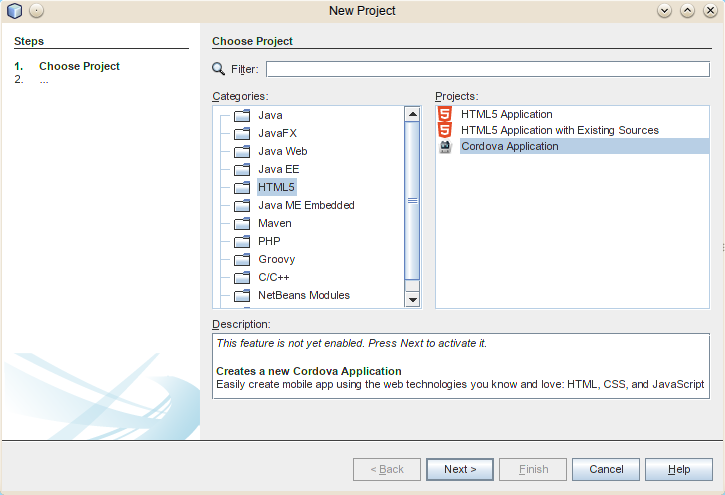 New Project
Steps
1. Choose Project
2. ...
Choose Project
Filter:
Categories:
Java
JavaFX
Java Web
Java EE
HTML5
Java ME Embedded
Maven
PHP
Groovy
C/C++
NetBeans Modules
Projects:
HTML5 Application
HTML5 Application with Existing Sources
Cordova Application
Description:
This feature is not yet enabled. Press Next to activate it.
Creates a new Cordova Application
Easily create mobile app using the web technologies you know and love: HTML, CSS, and JavaScript
< Back
Next >
Finish
Cancel
Help